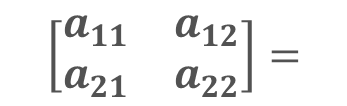 [a₁₁ a₁₂
a₂₁ a₂₂] =